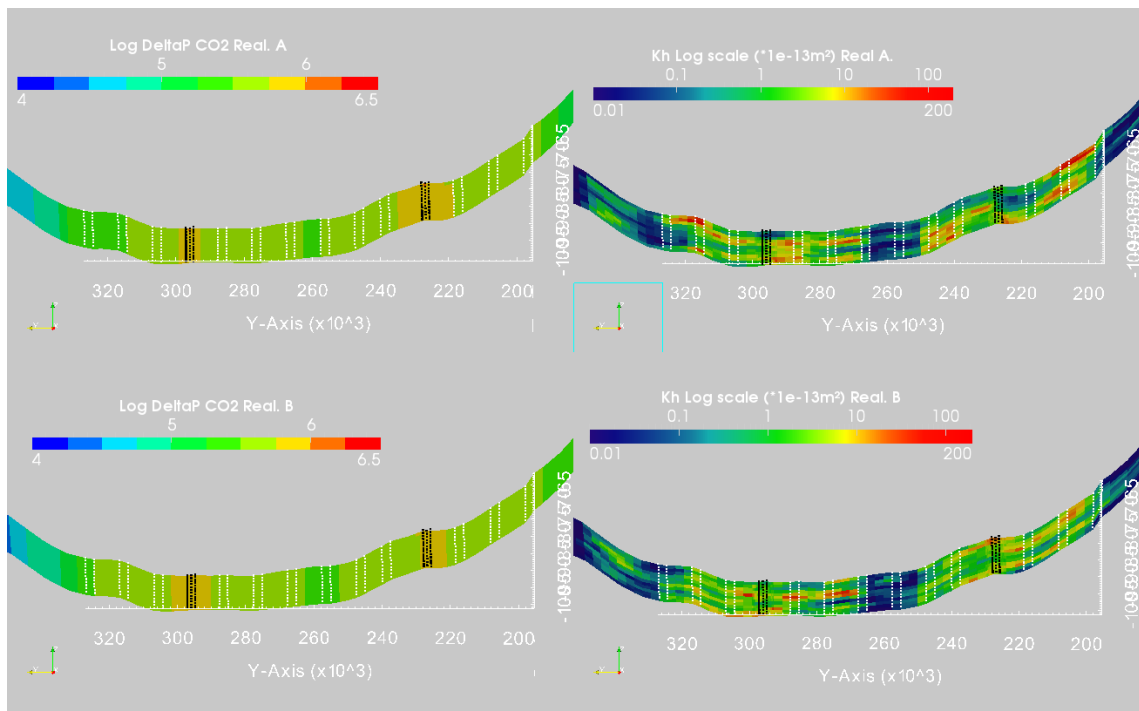 Log DeltaP CO2 Real. A
5 6
4 6.5
320 300 280 260 240 220 200
Y-Axis (x10^3)
Kh Log scale (*1e-13m²) Real A.
0.1 1 10 100
0.01 200
320 300 280 260 240 220 200
Y-Axis (x10^3)
Log DeltaP CO2 Real. B
5 6
4 6.5
320 300 280 260 240 220 200
Y-Axis (x10^3)
Kh Log scale (*1e-13m²) Real. B
0.1 1 10 100
0.01 200
320 300 280 260 240 220 200
Y-Axis (x10^3)